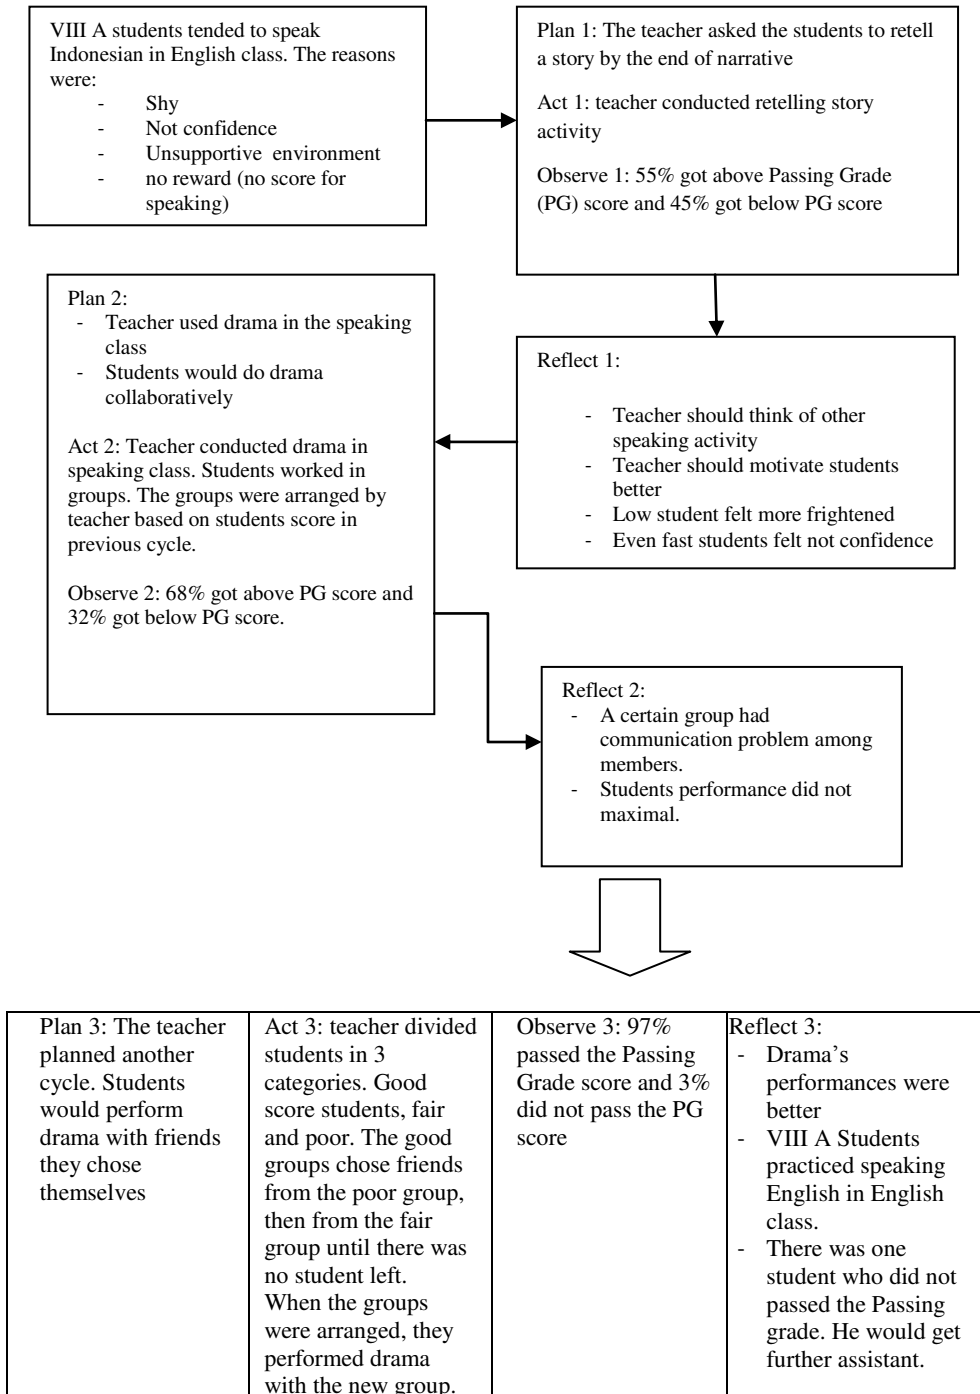 VIII A students tended to speak
Indonesian in English class. The reasons
were:
- Shy
- Not confidence
- Unsupportive environment
- no reward (no score for
speaking)
Plan 1: The teacher asked the students to retell
a story by the end of narrative
Act 1: teacher conducted retelling story
activity
Observe 1: 55% got above Passing Grade
(PG) score and 45% got below PG score
Reflect 1:
- Teacher should think of other
speaking activity
- Teacher should motivate students
better
- Low student felt more frightened
- Even fast students felt not confidence
Plan 2:
- Teacher used drama in the speaking
class
- Students would do drama
collaboratively
Act 2: Teacher conducted drama in
speaking class. Students worked in
groups. The groups were arranged by
teacher based on students score in
previous cycle.
Observe 2: 68% got above PG score and
32% got below PG score.
Reflect 2:
- A certain group had
communication problem among
members.
- Students performance did not
maximal.
Plan 3: The teacher
planned another
cycle. Students
would perform
drama with friends
they chose
themselves
Act 3: teacher divided
students in 3
categories. Good
score students, fair
and poor. The good
groups chose friends
from the poor group,
then from the fair
group until there was
no student left.
When the groups
were arranged, they
performed drama
with the new group.
Observe 3: 97%
passed the Passing
Grade score and 3%
did not pass the PG
score
Reflect 3:
- Drama’s
performances were
better
- VIII A Students
practiced speaking
English in English
class.
- There was one
student who did not
passed the Passing
grade. He would get
further assistant.